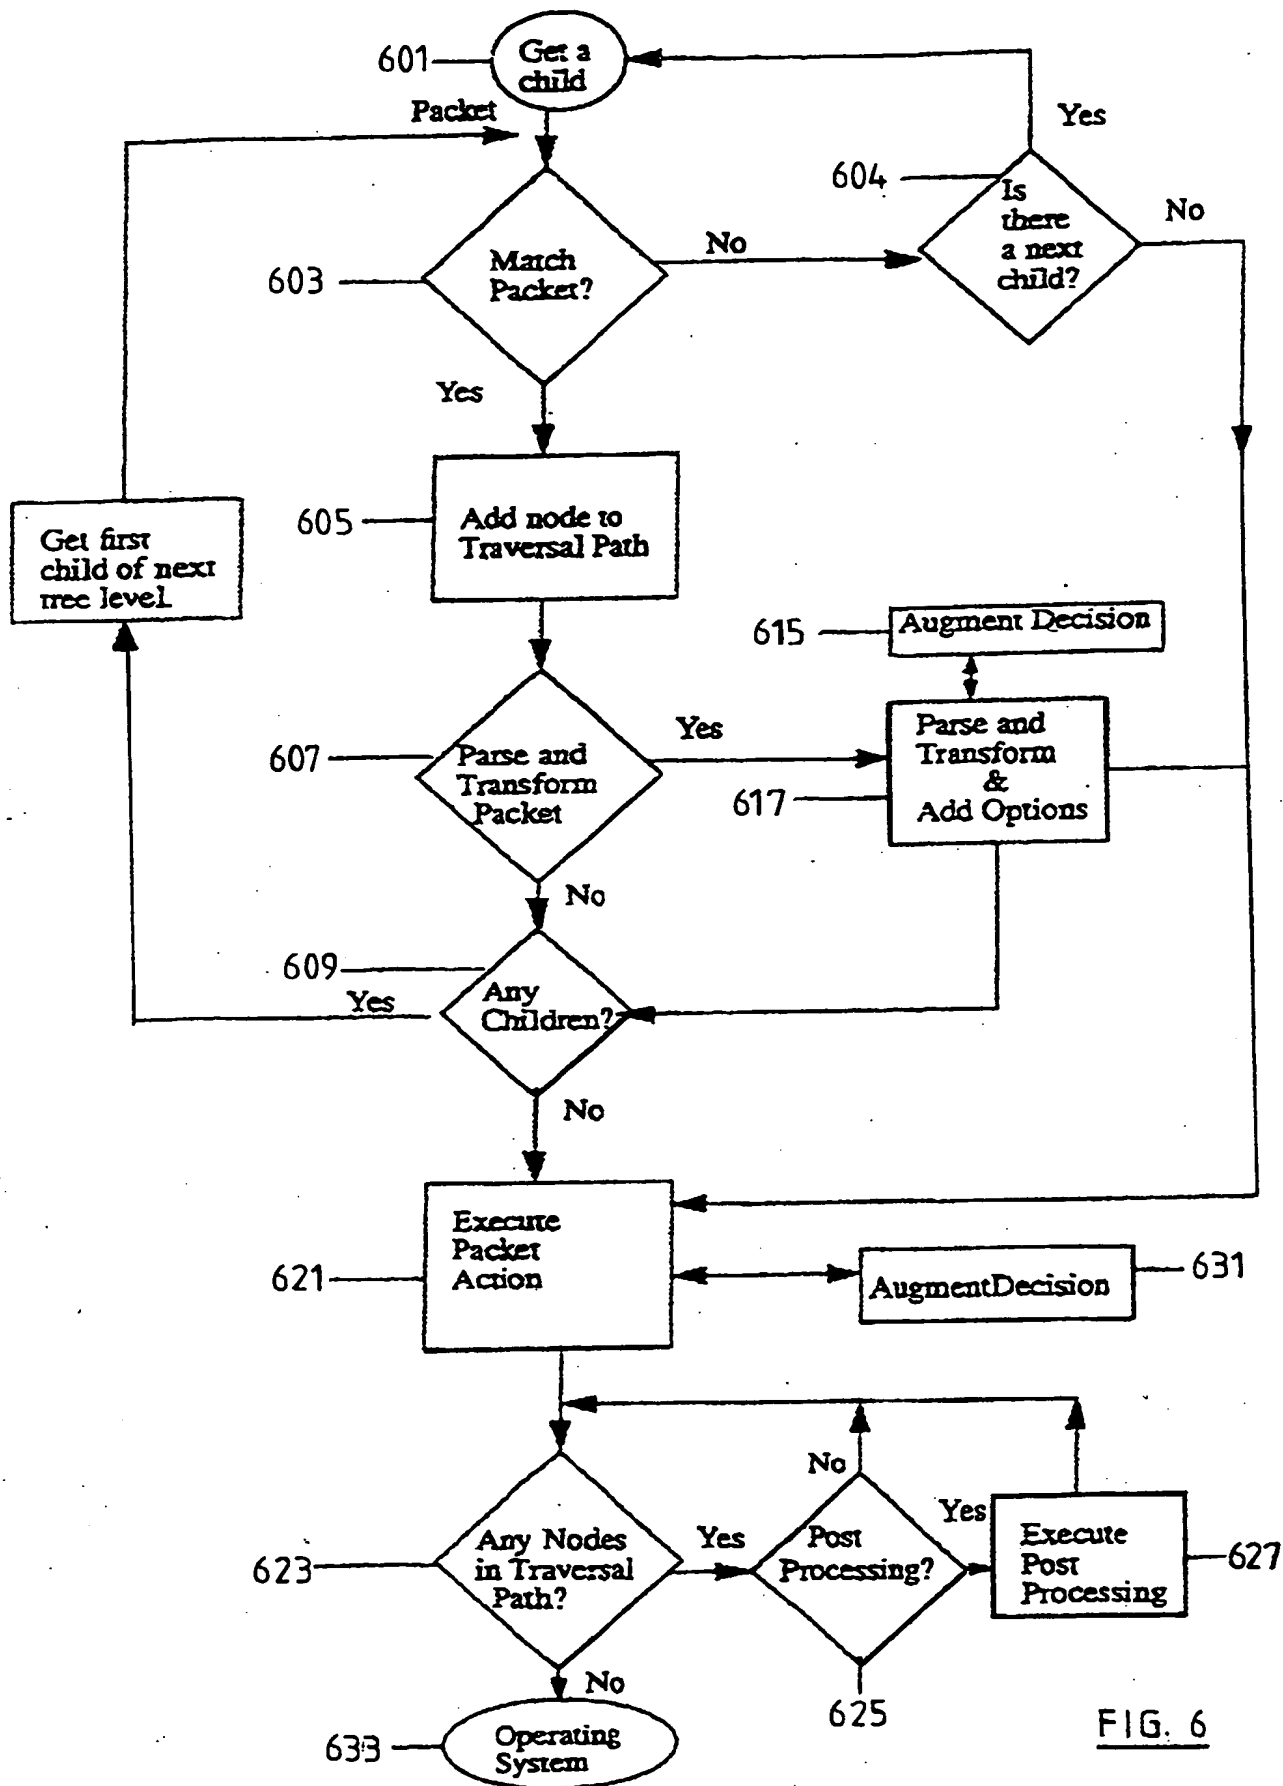 601
Get a
child
Packet
Yes
604
Is
there
a next
child?
No
603
Match
Packet?
No
Yes
605
Add node to
Traversal Path
Get first
child of next
tree level
615
Augment Decision
607
Parse and
Transform
Packet
Yes
617
Parse and
Transform
&
Add Options
No
609
Any
Children?
Yes
No
621
Execute
Packet
Action
AugmentDecision
631
623
Any Nodes
in Traversal
Path?
Yes
No
Post
Processing?
Yes
Execute
Post
Processing
627
625
No
633
Operating
System
FIG. 6